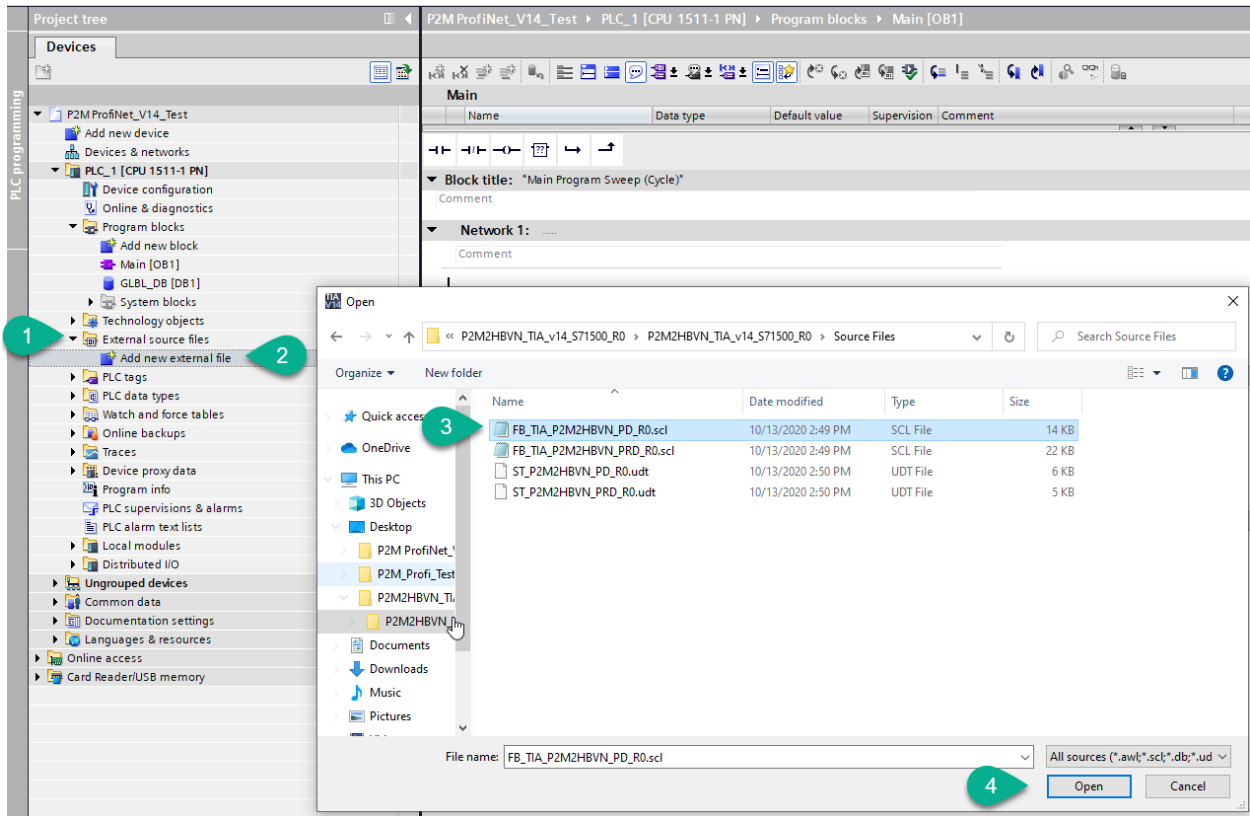 Project tree
Devices
PLC programming
P2M ProfiNet_V14_Test
Add new device
Devices & networks
PLC_1 [CPU 1511-1 PN]
Device configuration
Online & diagnostics
Program blocks
Add new block
Main [OB1]
GLBL_DB [DB1]
System blocks
Technology objects
1
External source files
Add new external file
2
PLC tags
PLC data types
Watch and force tables
Online backups
Traces
Device proxy data
Program info
PLC supervisions & alarms
PLC alarm text lists
Local modules
Distributed I/O
Ungrouped devices
Common data
Documentation settings
Languages & resources
Online access
Card Reader/USB memory
P2M ProfiNet_V14_Test PLC_1 [CPU 1511-1 PN] Program blocks Main [OB1]
Main
Name Data type Default value Supervision Comment
??
Block title: "Main Program Sweep (Cycle)"
Comment
Network 1: .....
Comment
Open
« P2M2HBVN_TIA_v14_S71500_R0 › P2M2HBVN_TIA_v14_S71500_R0 › Source Files
Search Source Files
Organize New folder
Quick acces
OneDrive
This PC
3D Objects
Desktop
P2M ProfiNet_
P2M_Profi_Test
P2M2HBVN_TI
P2M2HBVN_
Documents
Downloads
Music
Pictures
Name Date modified Type Size
3
FB_TIA_P2M2HBVN_PD_R0.scl 10/13/2020 2:49 PM SCL File 14 KB
FB_TIA_P2M2HBVN_PRD_R0.scl 10/13/2020 2:49 PM SCL File 22 KB
ST_P2M2HBVN_PD_R0.udt 10/13/2020 2:50 PM UDT File 6 KB
ST_P2M2HBVN_PRD_R0.udt 10/13/2020 2:50 PM UDT File 5 KB
File name: FB_TIA_P2M2HBVN_PD_R0.scl
All sources (*.awl;*.scl;*.db;*.ud
4
Open Cancel